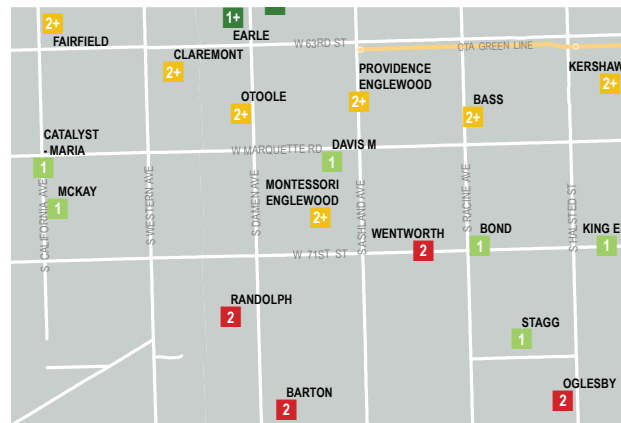 2+
FAIRFIELD
1+
EARLE
W 63RD ST
CTA GREEN LINE
CLAREMONT
2+
PROVIDENCE
ENGLEWOOD
2+
KERSHAW
2+
OTOOLE
2+
BASS
2+
CATALYST
- MARIA
1
W MARQUETTE RD
DAVIS M
1
MCKAY
1
MONTESSORI
ENGLEWOOD
2+
S CALIFORNIA AVE
S WESTERN AVE
S DAMEN AVE
S ASHLAND AVE
S RACINE AVE
S HALSTED ST
WENTWORTH
2
BOND
1
KING E
1
W 71ST ST
RANDOLPH
2
STAGG
1
BARTON
2
OGLESBY
2